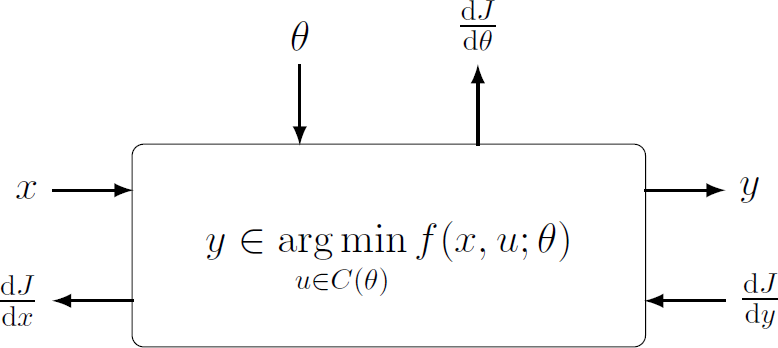 θ
dJ/dθ
x
y
y ∈ arg min f(x, u; θ)
u∈C(θ)
dJ/dx
dJ/dy